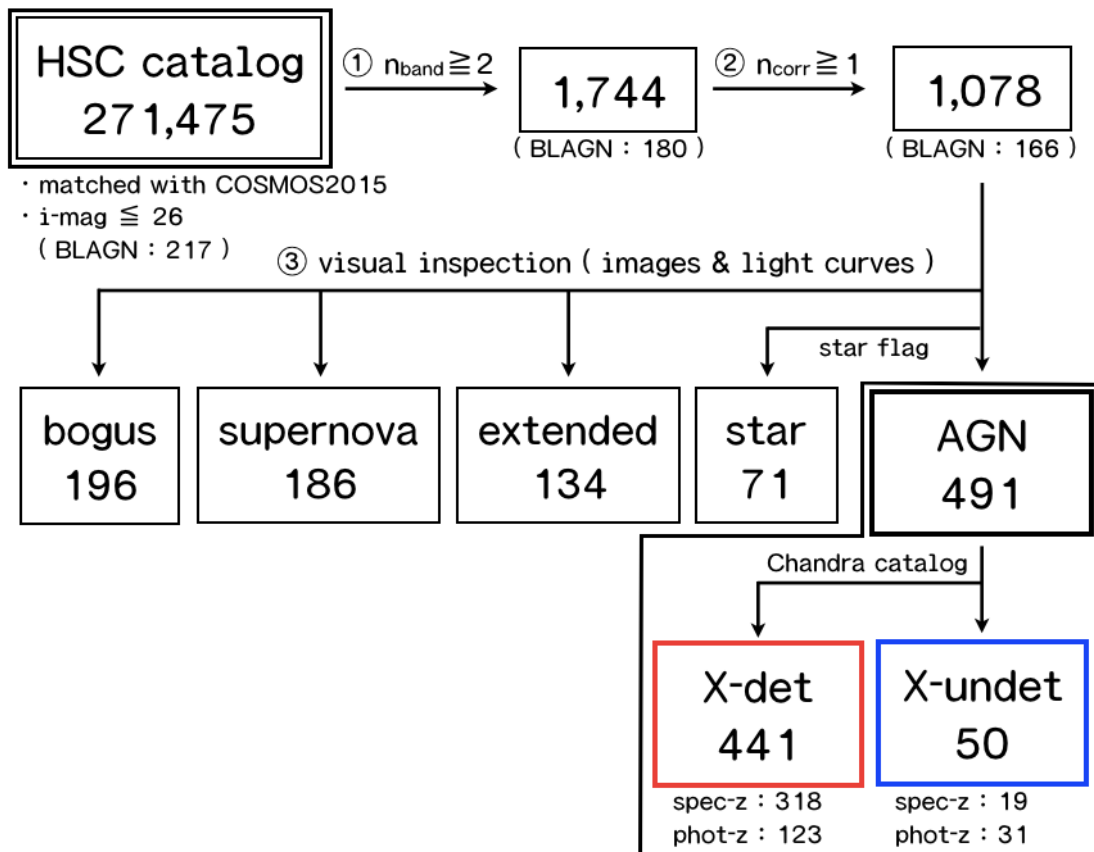 HSC catalog
271,475
・matched with COSMOS2015
・i-mag ≦ 26
( BLAGN : 217 )
① nband ≧ 2
1,744
( BLAGN : 180 )
② ncorr ≧ 1
1,078
( BLAGN : 166 )
③ visual inspection ( images & light curves )
star flag
bogus
196
supernova
186
extended
134
star
71
AGN
491
Chandra catalog
X-det
441
spec-z : 318
phot-z : 123
X-undet
50
spec-z : 19
phot-z : 31